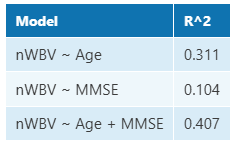 Model R^2
nWBV ~ Age 0.311
nWBV ~ MMSE 0.104
nWBV ~ Age + MMSE 0.407